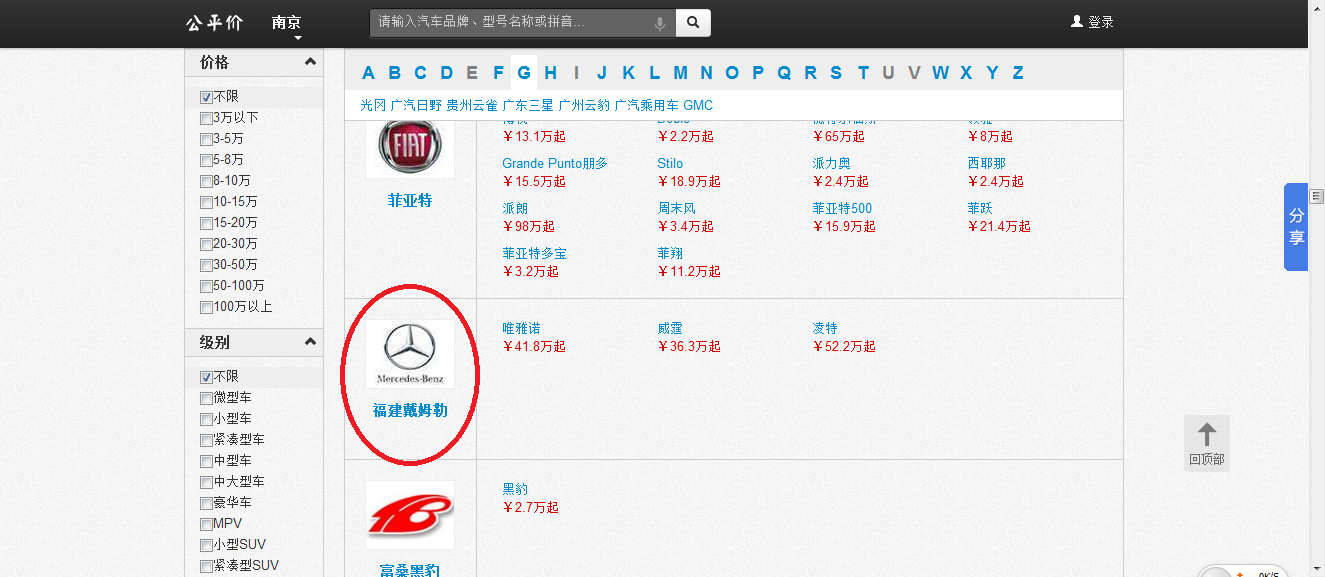 公平价
南京
请输入汽车品牌、型号名称或拼音...
登录
价格
不限
3万以下
3-5万
5-8万
8-10万
10-15万
15-20万
20-30万
30-50万
50-100万
100万以上
级别
不限
微型车
小型车
紧凑型车
中型车
中大型车
豪华车
MPV
小型SUV
紧凑型SUV
A B C D E F G H I J K L M N O P Q R S T U V W X Y Z
光冈 广汽日野 贵州云雀 广东三星 广州云豹 广汽乘用车 GMC
FIAT
菲亚特
¥13.1万起 ¥2.2万起 ¥65万起 ¥8万起
Grande Punto朋多 Stilo 派力奥 西耶那
¥15.5万起 ¥18.9万起 ¥2.4万起 ¥2.4万起
派朗 周末风 菲亚特500 菲跃
¥98万起 ¥3.4万起 ¥15.9万起 ¥21.4万起
菲亚特多宝 菲翔
¥3.2万起 ¥11.2万起
Mercedes-Benz
福建戴姆勒
唯雅诺 威霆 凌特
¥41.8万起 ¥36.3万起 ¥52.2万起
黑豹
¥2.7万起
富桑黑豹
分享
回顶部